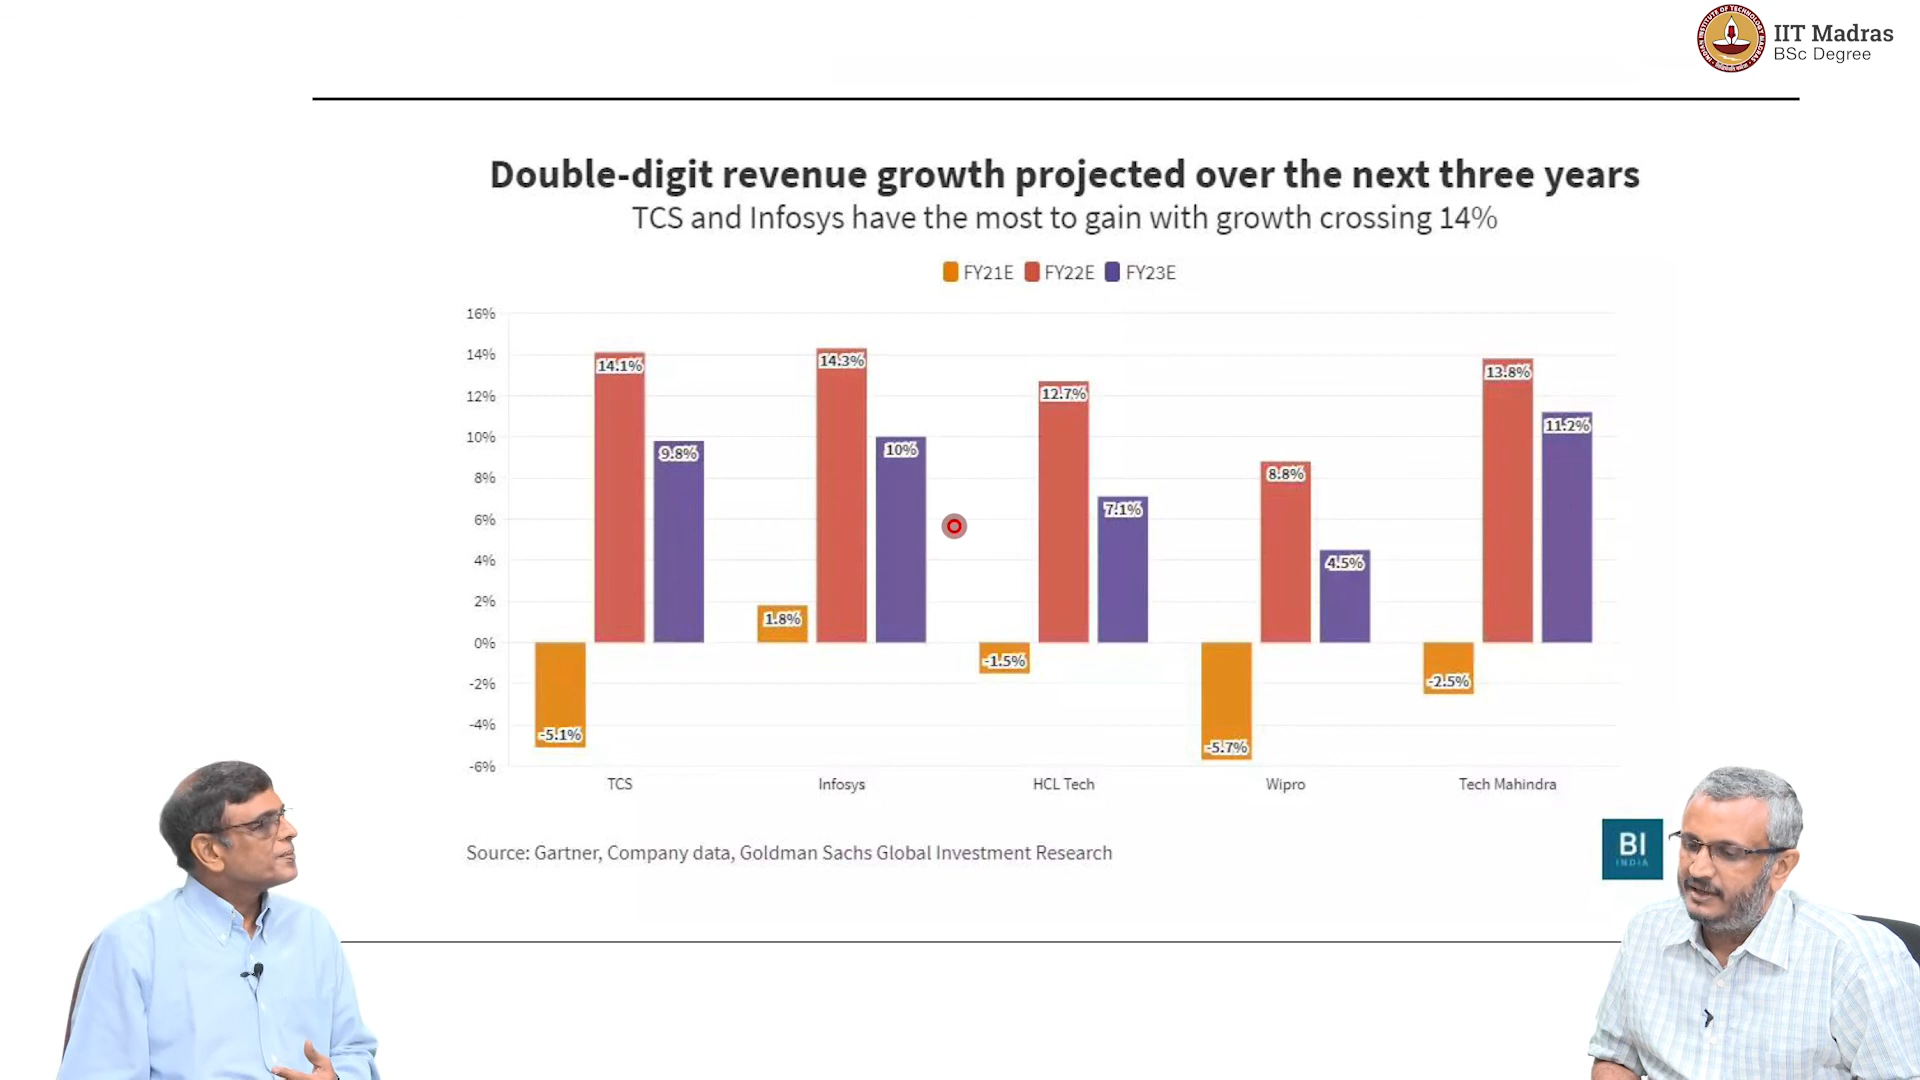 IIT Madras
BSc Degree
Double-digit revenue growth projected over the next three years
TCS and Infosys have the most to gain with growth crossing 14%
FY21E FY22E FY23E
16%
14%
12%
10%
8%
6%
4%
2%
0%
-2%
-4%
-6%
-5.1% 14.1% 9.8%
1.8% 14.3% 10%
-1.5% 12.7% 7.1%
-5.7% 8.8% 4.5%
-2.5% 13.8% 11.2%
TCS Infosys HCL Tech Wipro Tech Mahindra
Source: Gartner, Company data, Goldman Sachs Global Investment Research
BI
INDIA